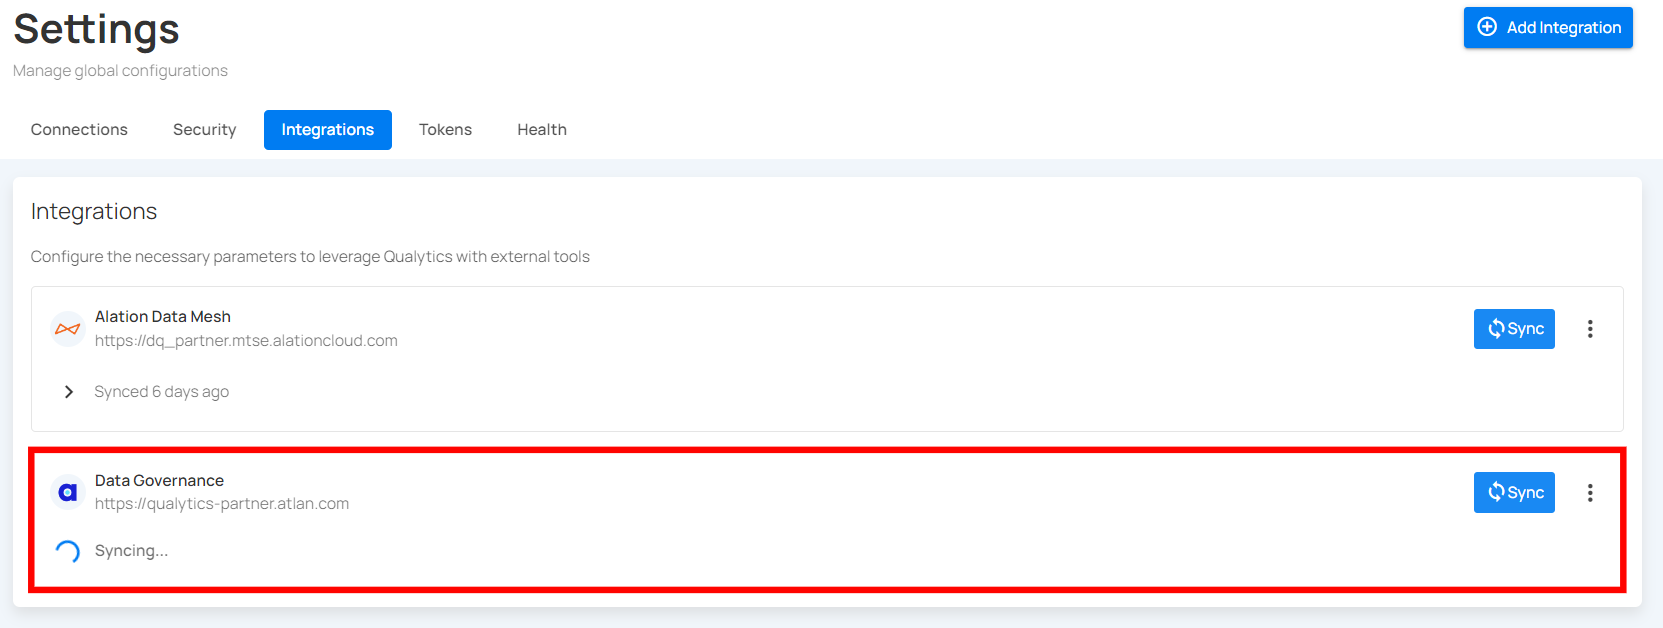 Settings
Add Integration
Manage global configurations
Connections Security Integrations Tokens Health
Integrations
Configure the necessary parameters to leverage Qualytics with external tools
Alation Data Mesh
https://dq_partner.mtse.alationcloud.com
Sync
Synced 6 days ago
Data Governance
https://qualytics-partner.atlan.com
Sync
Syncing...